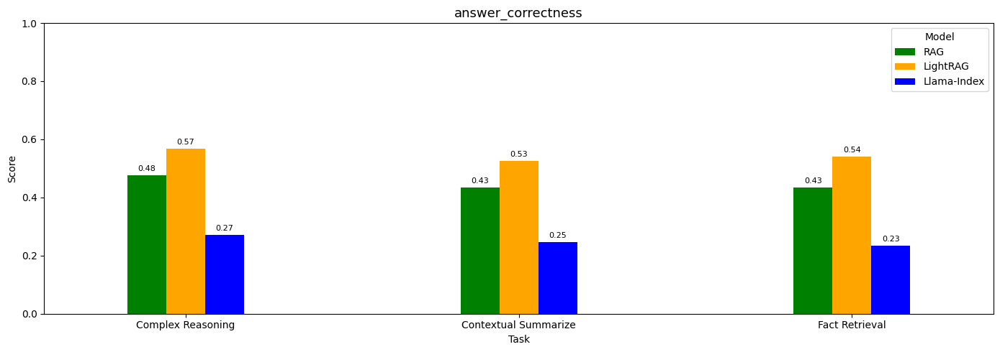 answer_correctness
1.0
0.8
0.6
0.4
0.2
0.0
Score
Model
RAG
LightRAG
Llama-Index
0.48
0.57
0.27
0.43
0.53
0.25
0.43
0.54
0.23
Complex Reasoning
Contextual Summarize
Fact Retrieval
Task